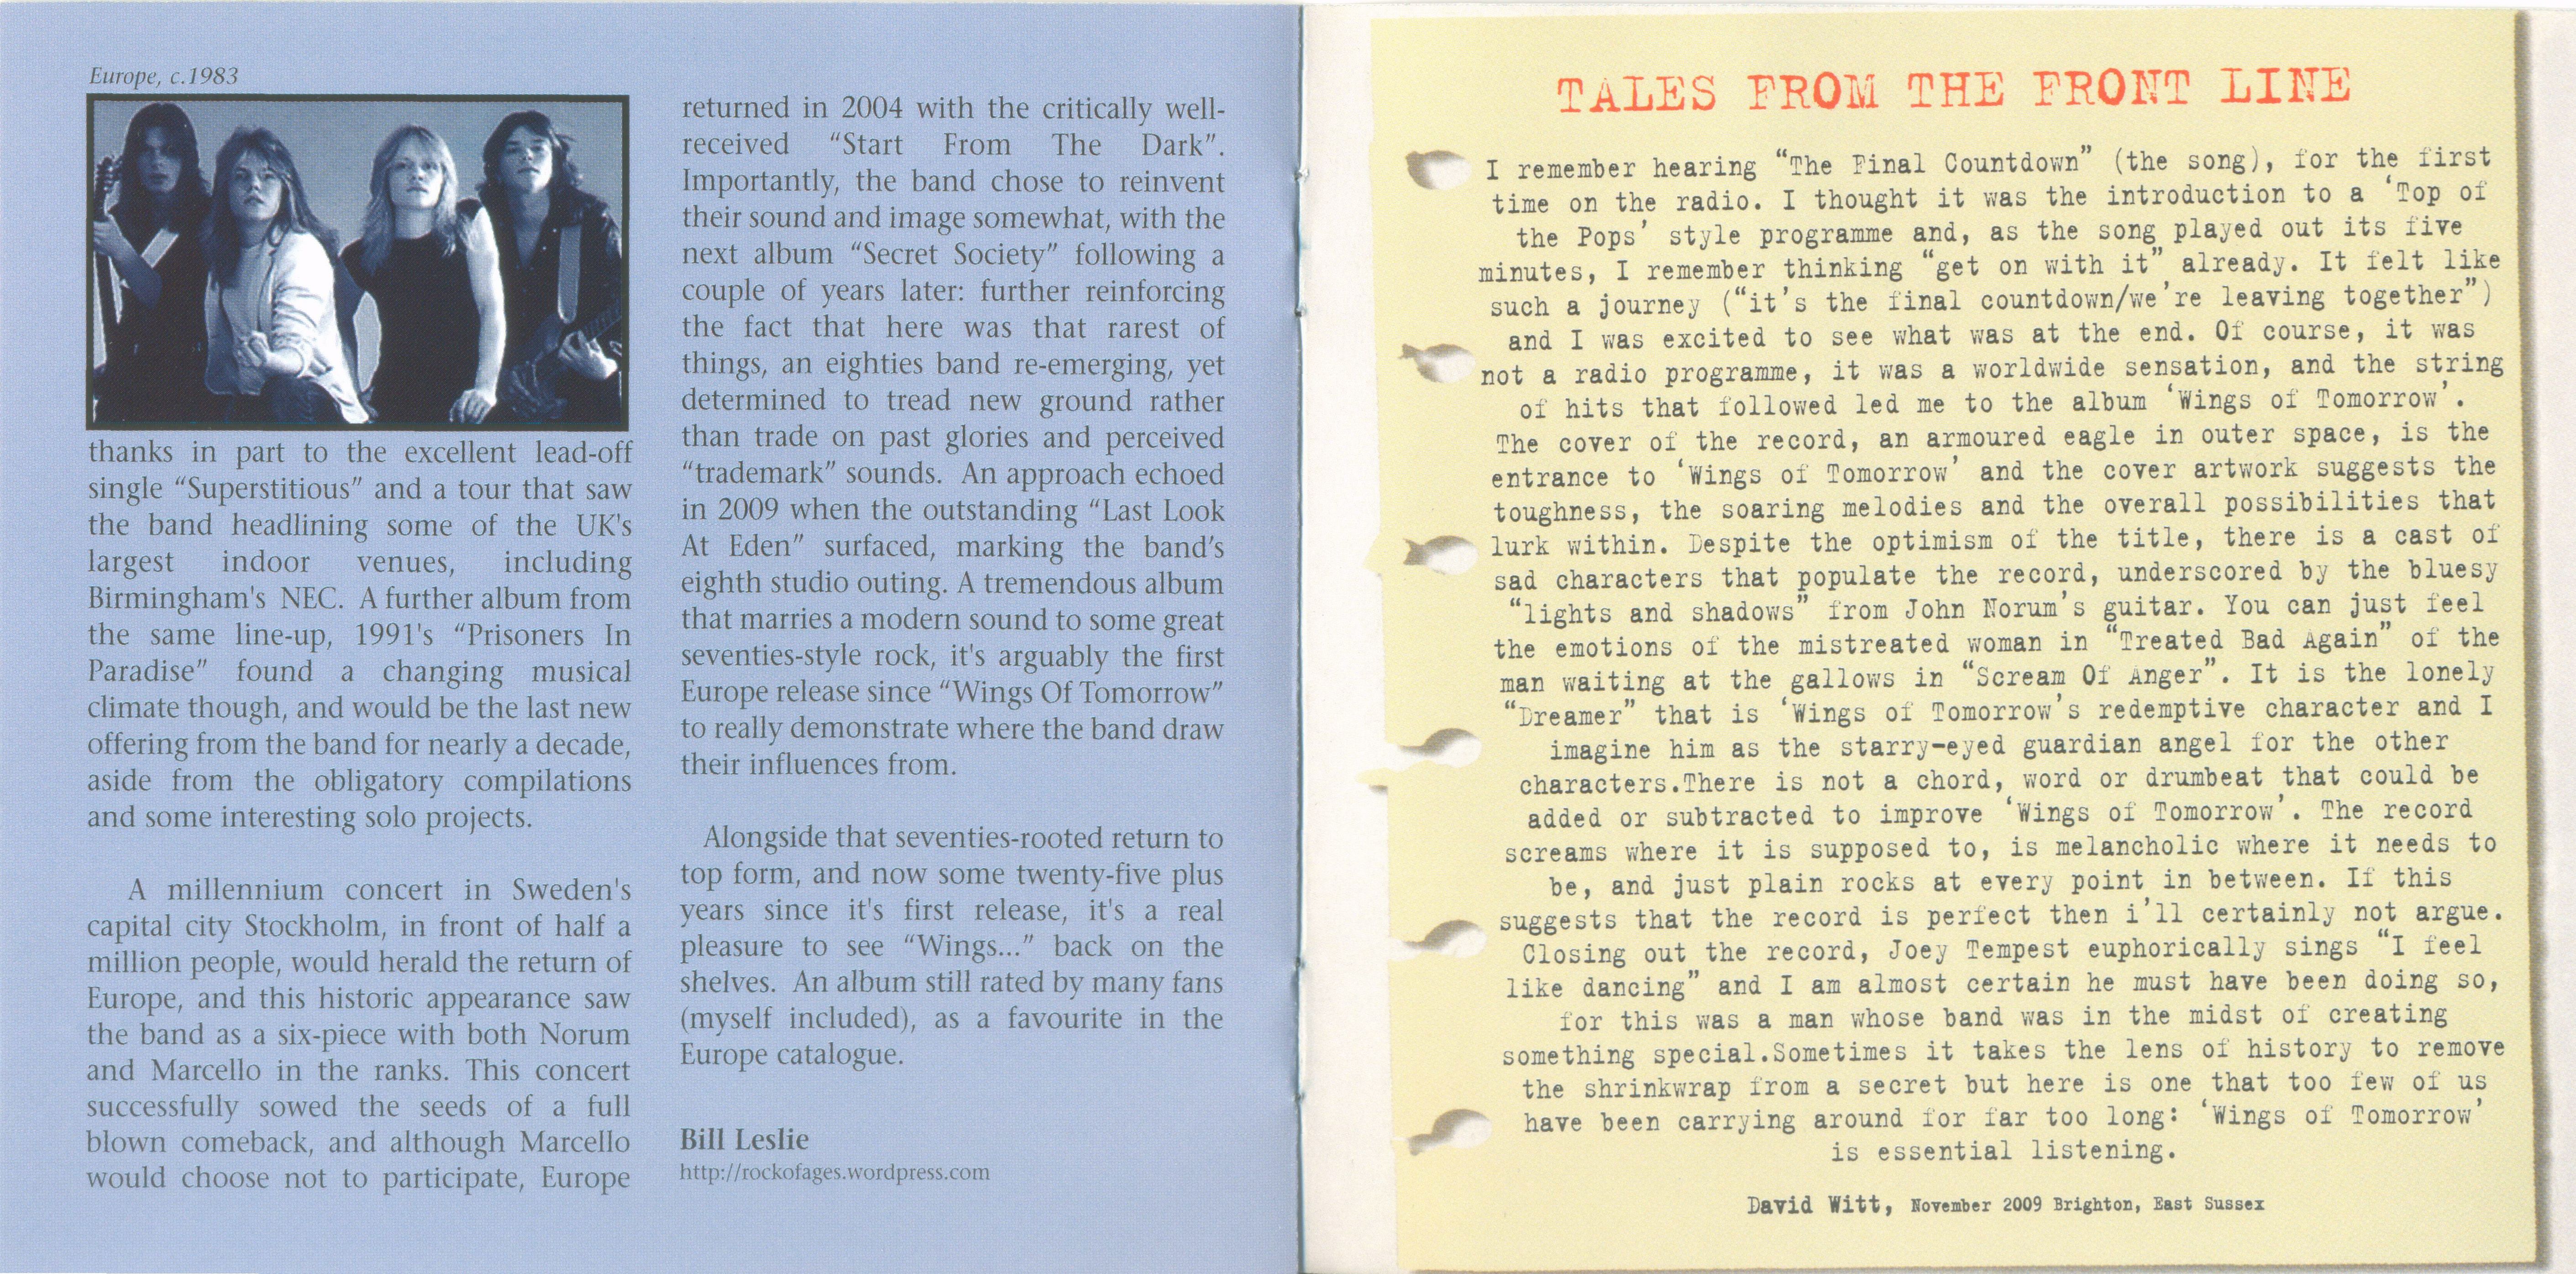 Europe, c.1983
thanks in part to the excellent lead-off
single “Superstitious” and a tour that saw
the band headlining some of the UK's
largest indoor venues, including
Birmingham's NEC. A further album from
the same line-up, 1991's “Prisoners In
Paradise” found a changing musical
climate though, and would be the last new
offering from the band for nearly a decade,
aside from the obligatory compilations
and some interesting solo projects.
A millennium concert in Sweden's
capital city Stockholm, in front of half a
million people, would herald the return of
Europe, and this historic appearance saw
the band as a six-piece with both Norum
and Marcello in the ranks. This concert
successfully sowed the seeds of a full
blown comeback, and although Marcello
would choose not to participate, Europe
returned in 2004 with the critically well-
received “Start From The Dark”.
Importantly, the band chose to reinvent
their sound and image somewhat, with the
next album “Secret Society” following a
couple of years later: further reinforcing
the fact that here was that rarest of
things, an eighties band re-emerging, yet
determined to tread new ground rather
than trade on past glories and perceived
“trademark” sounds. An approach echoed
in 2009 when the outstanding “Last Look
At Eden” surfaced, marking the band’s
eighth studio outing. A tremendous album
that marries a modern sound to some great
seventies-style rock, it's arguably the first
Europe release since “Wings Of Tomorrow”
to really demonstrate where the band draw
their influences from.
Alongside that seventies-rooted return to
top form, and now some twenty-five plus
years since it's first release, it's a real
pleasure to see “Wings...” back on the
shelves. An album still rated by many fans
(myself included), as a favourite in the
Europe catalogue.
Bill Leslie
http://rockofages.wordpress.com
TALES FROM THE FRONT LINE
I remember hearing “The Final Countdown” (the song), for the first
time on the radio. I thought it was the introduction to a ‘Top of
the Pops’ style programme and, as the song played out its five
minutes, I remember thinking “get on with it” already. It felt like
such a journey (“it’s the final countdown/we’re leaving together”)
and I was excited to see what was at the end. Of course, it was
not a radio programme, it was a worldwide sensation, and the string
of hits that followed led me to the album ‘Wings of Tomorrow’.
The cover of the record, an armoured eagle in outer space, is the
entrance to ‘Wings of Tomorrow’ and the cover artwork suggests the
toughness, the soaring melodies and the overall possibilities that
lurk within. Despite the optimism of the title, there is a cast of
sad characters that populate the record, underscored by the bluesy
“lights and shadows” from John Norum’s guitar. You can just feel
the emotions of the mistreated woman in “Treated Bad Again” of the
man waiting at the gallows in “Scream Of Anger”. It is the lonely
“Dreamer” that is ‘Wings of Tomorrow’s redemptive character and I
imagine him as the starry-eyed guardian angel for the other
characters.There is not a chord, word or drumbeat that could be
added or subtracted to improve ‘Wings of Tomorrow’. The record
screams where it is supposed to, is melancholic where it needs to
be, and just plain rocks at every point in between. If this
suggests that the record is perfect then i’ll certainly not argue.
Closing out the record, Joey Tempest euphorically sings “I feel
like dancing” and I am almost certain he must have been doing so,
for this was a man whose band was in the midst of creating
something special.Sometimes it takes the lens of history to remove
the shrinkwrap from a secret but here is one that too few of us
have been carrying around for far too long: ‘Wings of Tomorrow’
is essential listening.
David Witt, November 2009 Brighton, East Sussex